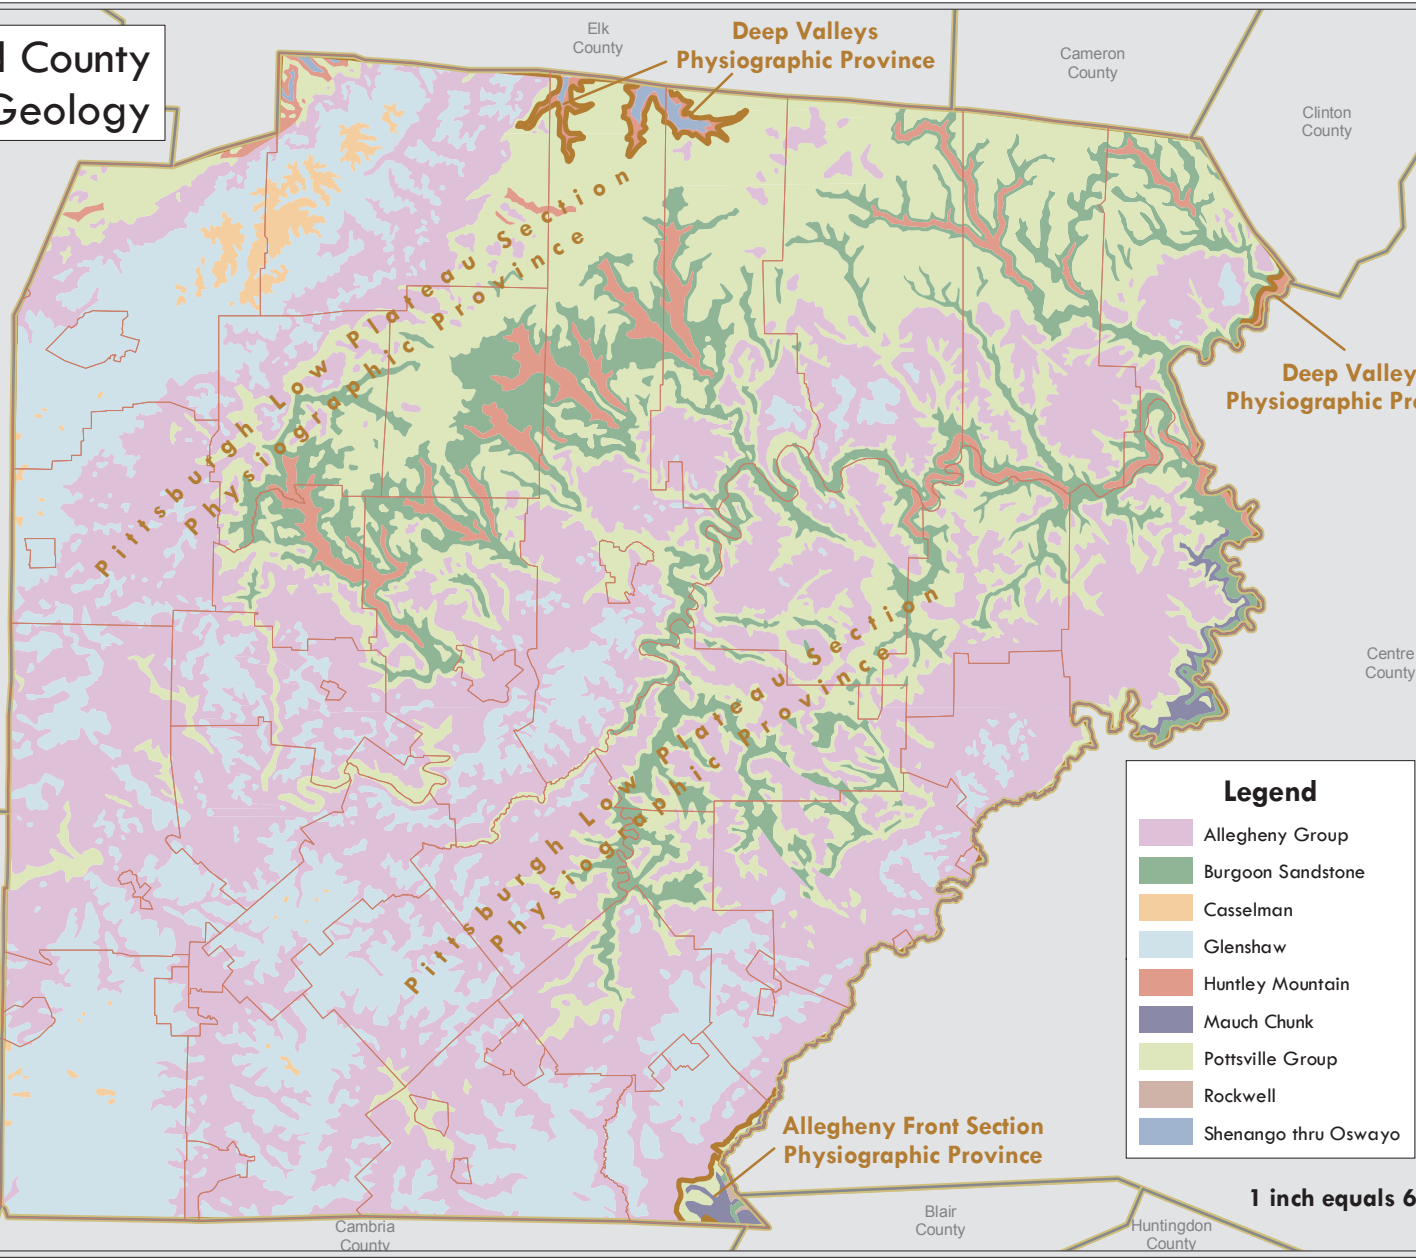 l County
Geology
Elk
County
Deep Valleys
Physiographic Province
Cameron
County
Clinton
County
Pittsburgh Low Plateau Section
Physiographic Province
Deep Valley
Physiographic Pro
Pittsburgh Low Plateau Section
Physiographic Province
Centre
County
Legend
Allegheny Group
Burgoon Sandstone
Casselman
Glenshaw
Huntley Mountain
Mauch Chunk
Pottsville Group
Rockwell
Shenango thru Oswayo
Allegheny Front Section
Physiographic Province
1 inch equals 6
Cambria
County
Blair
County
Huntingdon
County